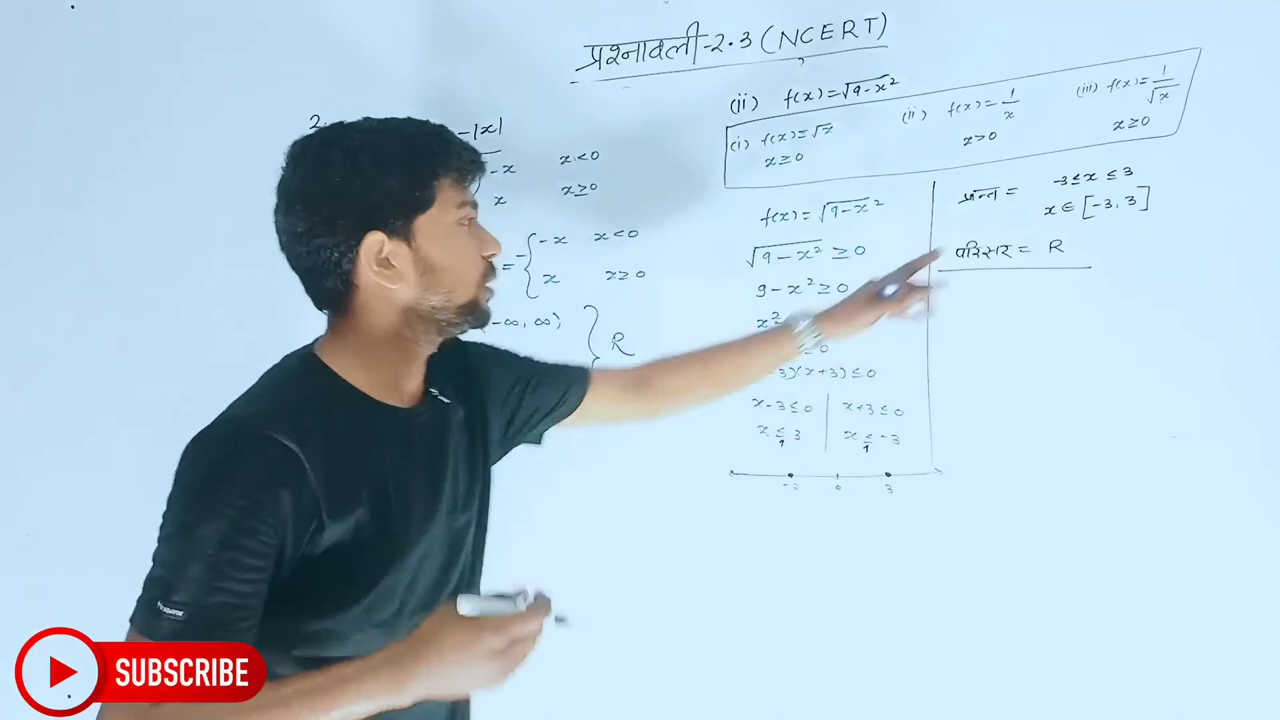 प्रश्नावली-2.3 (NCERT)
2.
-|x|
-x x<0
x x≥0
= -{ -x x<0
x x≥0
(-∞, ∞) } R
(ii) f(x)=√9-x²
(i) f(x)=√x
x≥0
(ii) f(x)=1/x
x>0
(iii) f(x)=1/√x
x≥0
f(x)=√9-x²
√9-x² ≥0
9-x²≥0
x²
≤0
3)(x+3)≤0
x-3≤0 | x+3≤0
x≤3 | x≤-3
0 3
प्रान्त = -3≤x≤3
x∈[-3,3]
परिसर = R
SUBSCRIBE